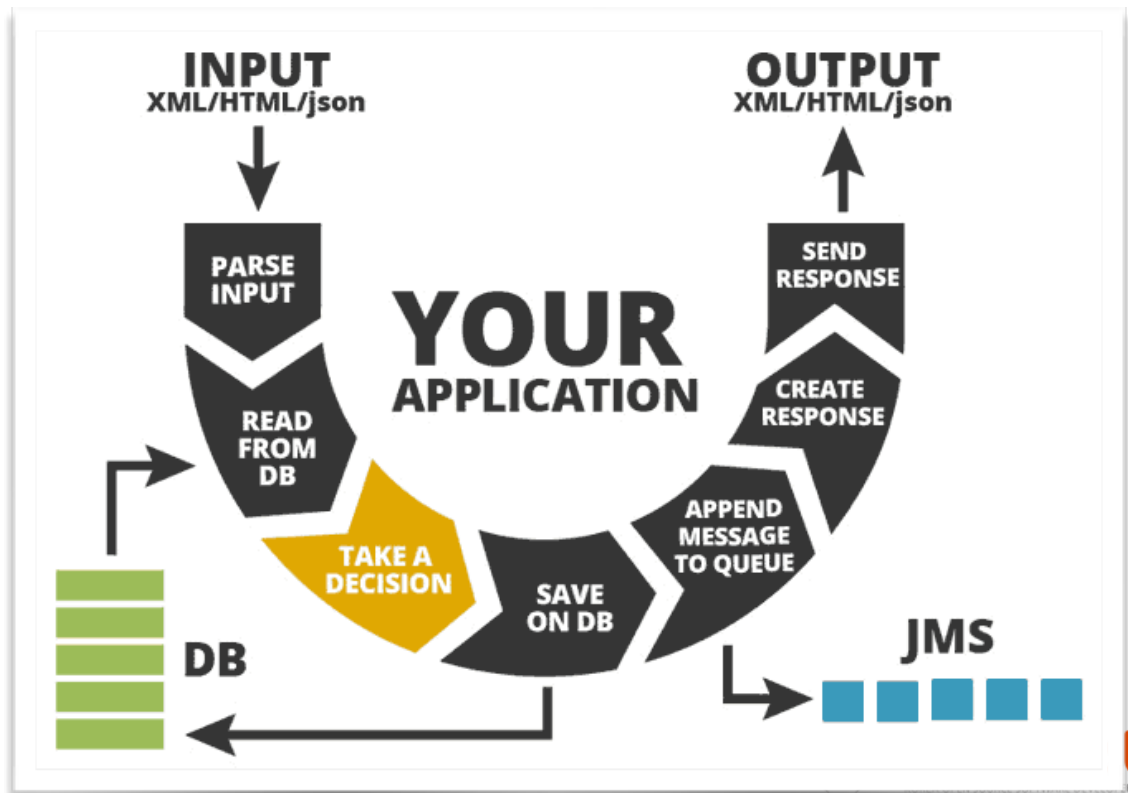 INPUT
XML/HTML/json
OUTPUT
XML/HTML/json
PARSE
INPUT
READ
FROM
DB
TAKE A
DECISION
SAVE
ON DB
APPEND
MESSAGE
TO QUEUE
CREATE
RESPONSE
SEND
RESPONSE
YOUR
APPLICATION
DB
JMS